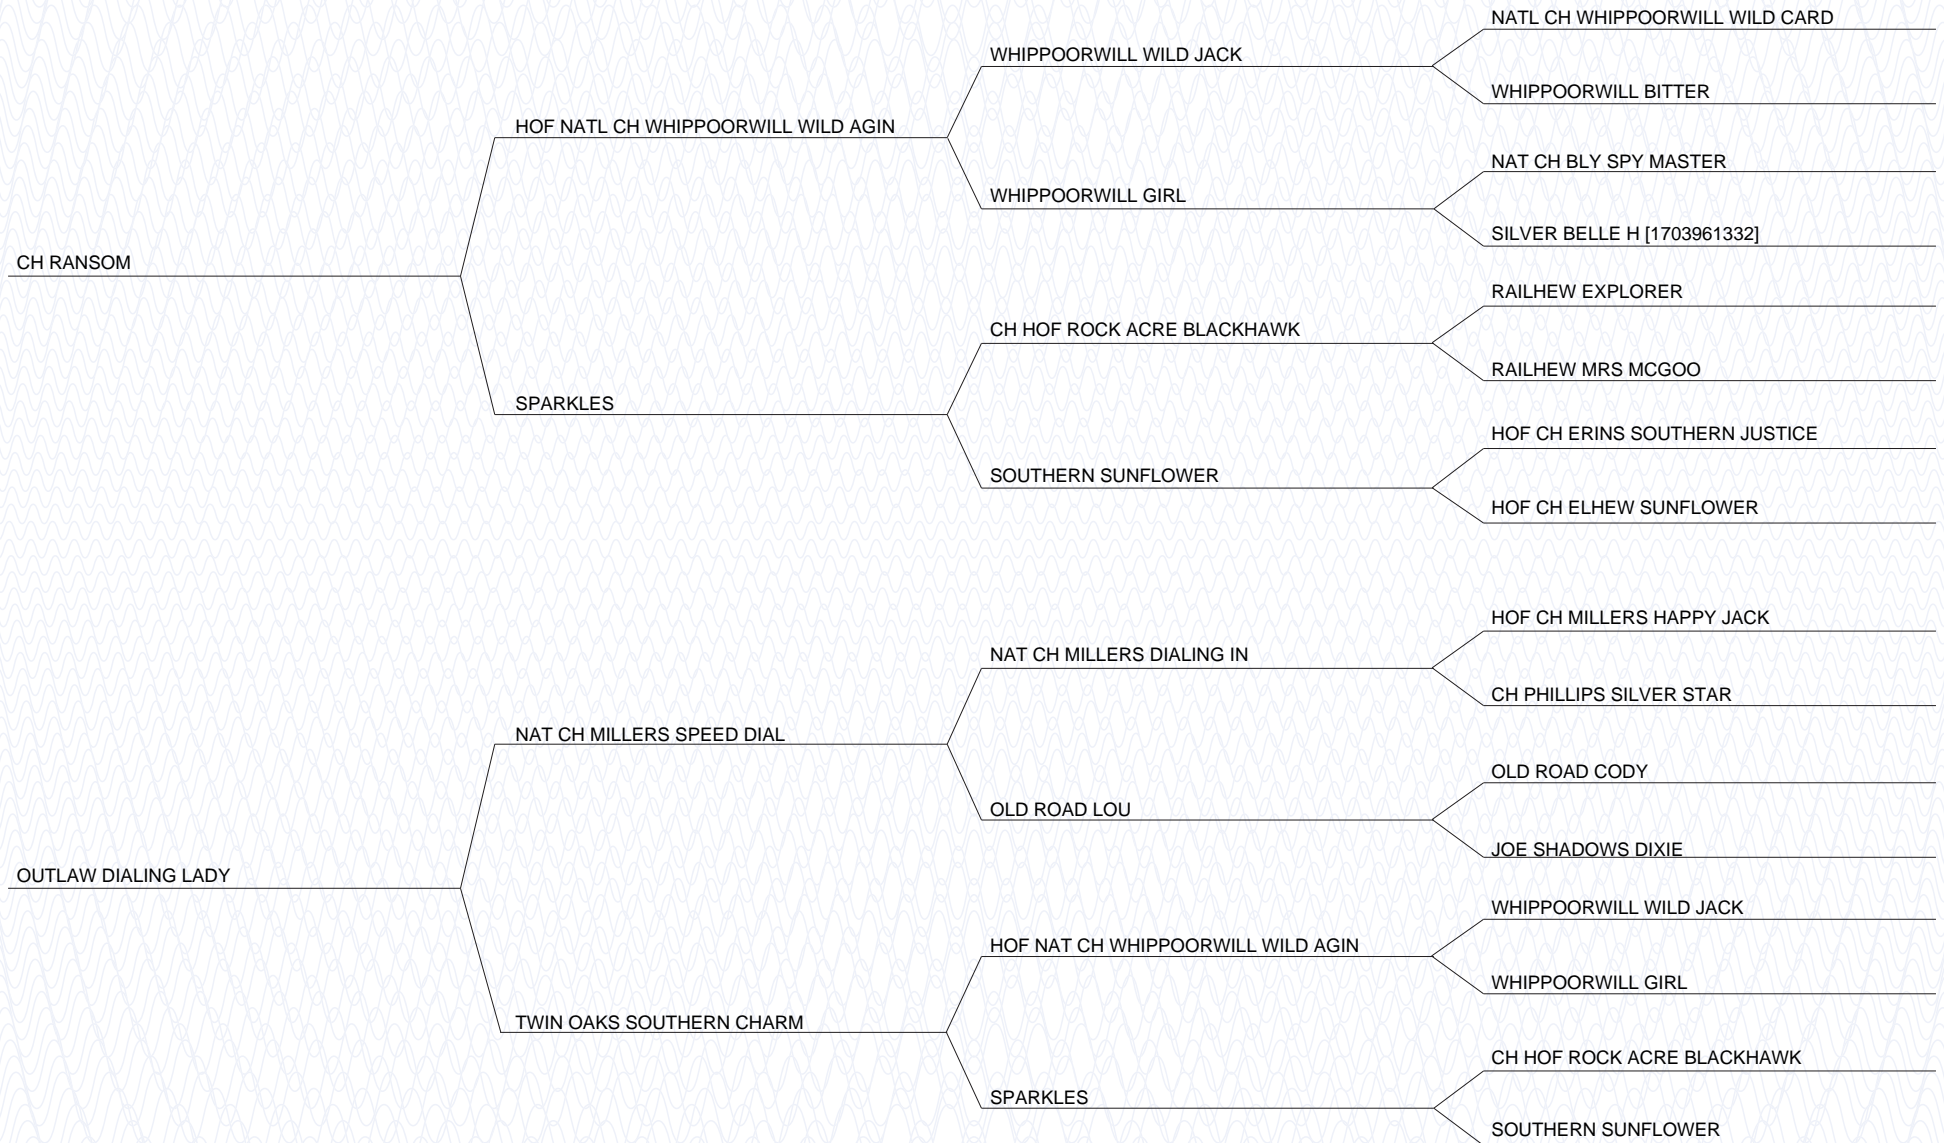 NATL CH WHIPPOORWILL WILD CARD
WHIPPOORWILL WILD JACK
WHIPPOORWILL BITTER
HOF NATL CH WHIPPOORWILL WILD AGIN
NAT CH BLY SPY MASTER
WHIPPOORWILL GIRL
SILVER BELLE H [1703961332]
CH RANSOM
RAILHEW EXPLORER
CH HOF ROCK ACRE BLACKHAWK
RAILHEW MRS MCGOO
SPARKLES
HOF CH ERINS SOUTHERN JUSTICE
SOUTHERN SUNFLOWER
HOF CH ELHEW SUNFLOWER
HOF CH MILLERS HAPPY JACK
NAT CH MILLERS DIALING IN
CH PHILLIPS SILVER STAR
NAT CH MILLERS SPEED DIAL
OLD ROAD CODY
OLD ROAD LOU
JOE SHADOWS DIXIE
OUTLAW DIALING LADY
WHIPPOORWILL WILD JACK
HOF NAT CH WHIPPOORWILL WILD AGIN
WHIPPOORWILL GIRL
TWIN OAKS SOUTHERN CHARM
CH HOF ROCK ACRE BLACKHAWK
SPARKLES
SOUTHERN SUNFLOWER